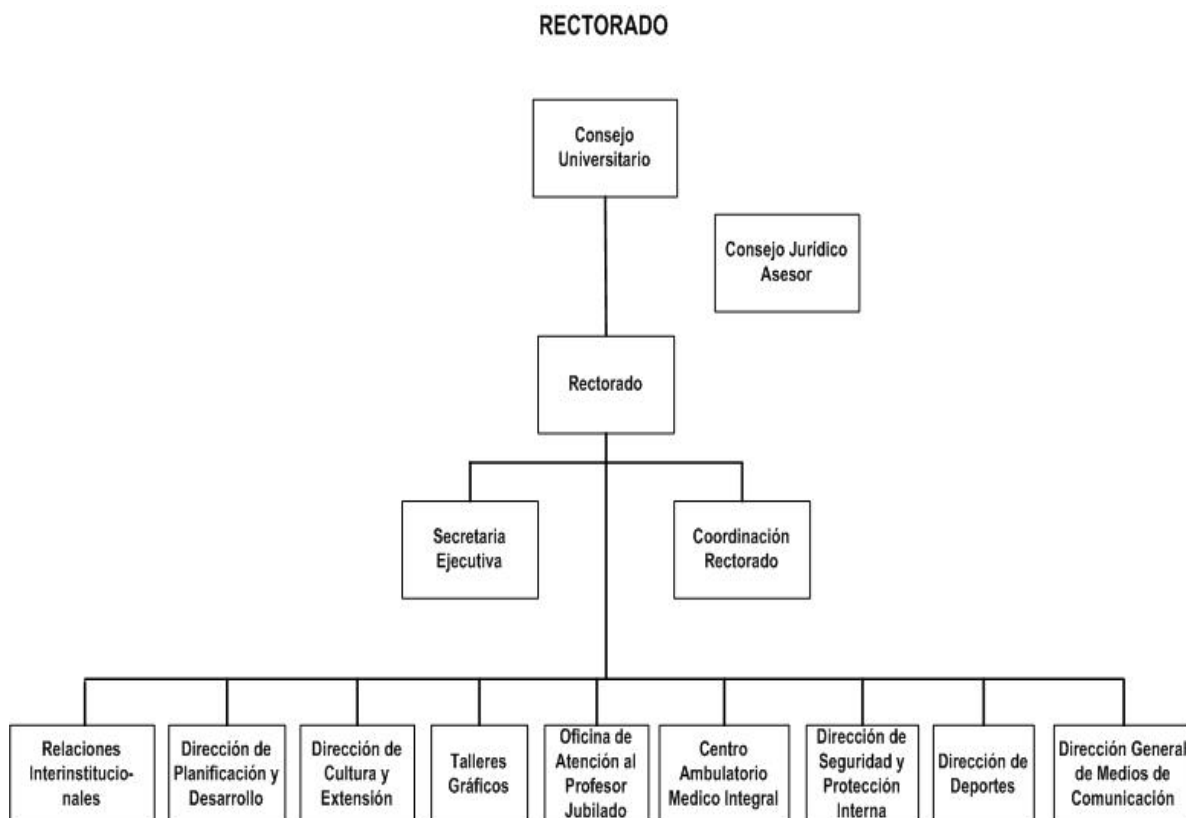 RECTORADO
Consejo
Universitario
Consejo Jurídico
Asesor
Rectorado
Secretaria
Ejecutiva
Coordinación
Rectorado
Relaciones
Interinstitucio-
nales
Dirección de
Planificación y
Desarrollo
Dirección de
Cultura y
Extensión
Talleres
Gráficos
Oficina de
Atención al
Profesor
Jubilado
Centro
Ambulatorio
Medico Integral
Dirección de
Seguridad y
Protección
Interna
Dirección de
Deportes
Dirección General
de Medios de
Comunicación